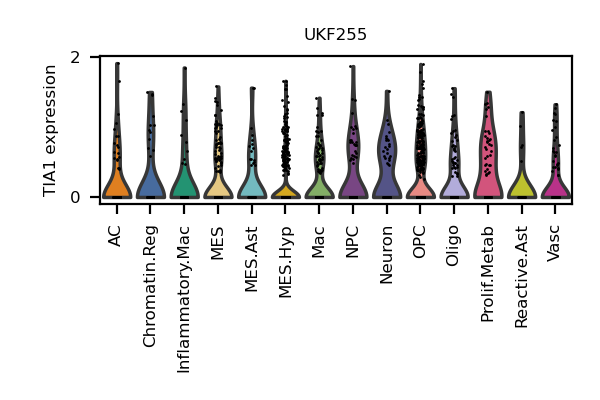 UKF255
TIA1 expression
2
0
AC
Chromatin.Reg
Inflammatory.Mac
MES
MES.Ast
MES.Hyp
Mac
NPC
Neuron
OPC
Oligo
Prolif.Metab
Reactive.Ast
Vasc